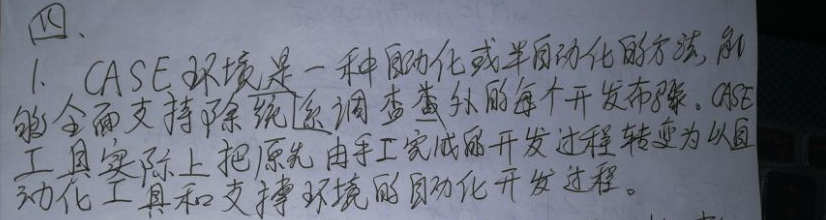 四、
1. CASE环境是一种自动化或半自动化的方法,能
够全面支持除统系调查查外的每个开发布骤。CASE
工具实际上把原先由手工完成的开发过程转变为以自
动化工具和支撑环境的自动化开发过程。